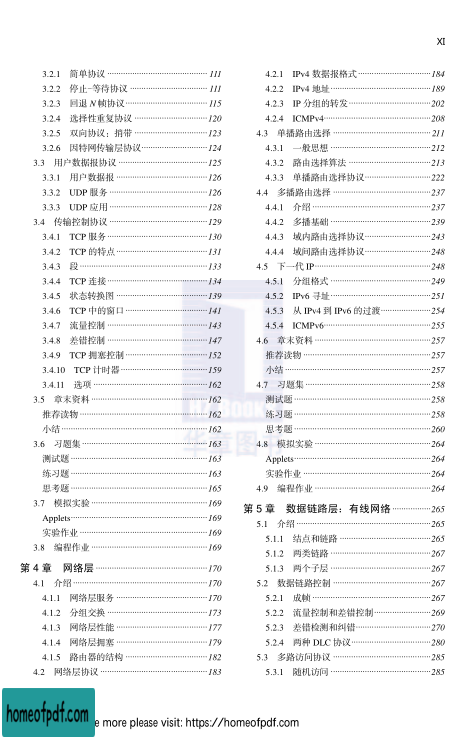 XI
3.2.1 简单协议 111
3.2.2 停止-等待协议 111
3.2.3 回退 N 帧协议 115
3.2.4 选择性重复协议 120
3.2.5 双向协议：捎带 123
3.2.6 因特网传输层协议 124
3.3 用户数据报协议 125
3.3.1 用户数据报 126
3.3.2 UDP 服务 126
3.3.3 UDP 应用 128
3.4 传输控制协议 129
3.4.1 TCP 服务 130
3.4.2 TCP 的特点 131
3.4.3 段 133
3.4.4 TCP 连接 134
3.4.5 状态转换图 139
3.4.6 TCP 中的窗口 141
3.4.7 流量控制 143
3.4.8 差错控制 147
3.4.9 TCP 拥塞控制 152
3.4.10 TCP 计时器 159
3.4.11 选项 162
3.5 章末资料 162
推荐读物 162
小结 162
3.6 习题集 163
测试题 163
练习题 163
思考题 165
3.7 模拟实验 169
Applets 169
实验作业 169
3.8 编程作业 169
第 4 章 网络层 170
4.1 介绍 170
4.1.1 网络层服务 170
4.1.2 分组交换 173
4.1.3 网络层性能 177
4.1.4 网络层拥塞 179
4.1.5 路由器的结构 182
4.2 网络层协议 183
4.2.1 IPv4 数据报格式 184
4.2.2 IPv4 地址 189
4.2.3 IP 分组的转发 202
4.2.4 ICMPv4 208
4.3 单播路由选择 211
4.3.1 一般思想 212
4.3.2 路由选择算法 213
4.3.3 单播路由选择协议 222
4.4 多播路由选择 237
4.4.1 介绍 237
4.4.2 多播基础 239
4.4.3 域内路由选择协议 243
4.4.4 域间路由选择协议 248
4.5 下一代 IP 248
4.5.1 分组格式 249
4.5.2 IPv6 寻址 251
4.5.3 从 IPv4 到 IPv6 的过渡 254
4.5.4 ICMPv6 255
4.6 章末资料 257
推荐读物 257
小结 257
4.7 习题集 258
测试题 258
练习题 258
思考题 260
4.8 模拟实验 264
Applets 264
实验作业 264
4.9 编程作业 264
第 5 章 数据链路层：有线网络 265
5.1 介绍 265
5.1.1 结点和链路 265
5.1.2 两类链路 267
5.1.3 两个子层 267
5.2 数据链路控制 267
5.2.1 成帧 267
5.2.2 流量控制和差错控制 269
5.2.3 差错检测和纠错 270
5.2.4 两种 DLC 协议 280
5.3 多路访问协议 285
5.3.1 随机访问 285
华章图书
homeofpdf.com
e more please visit: https://homeofpdf.com